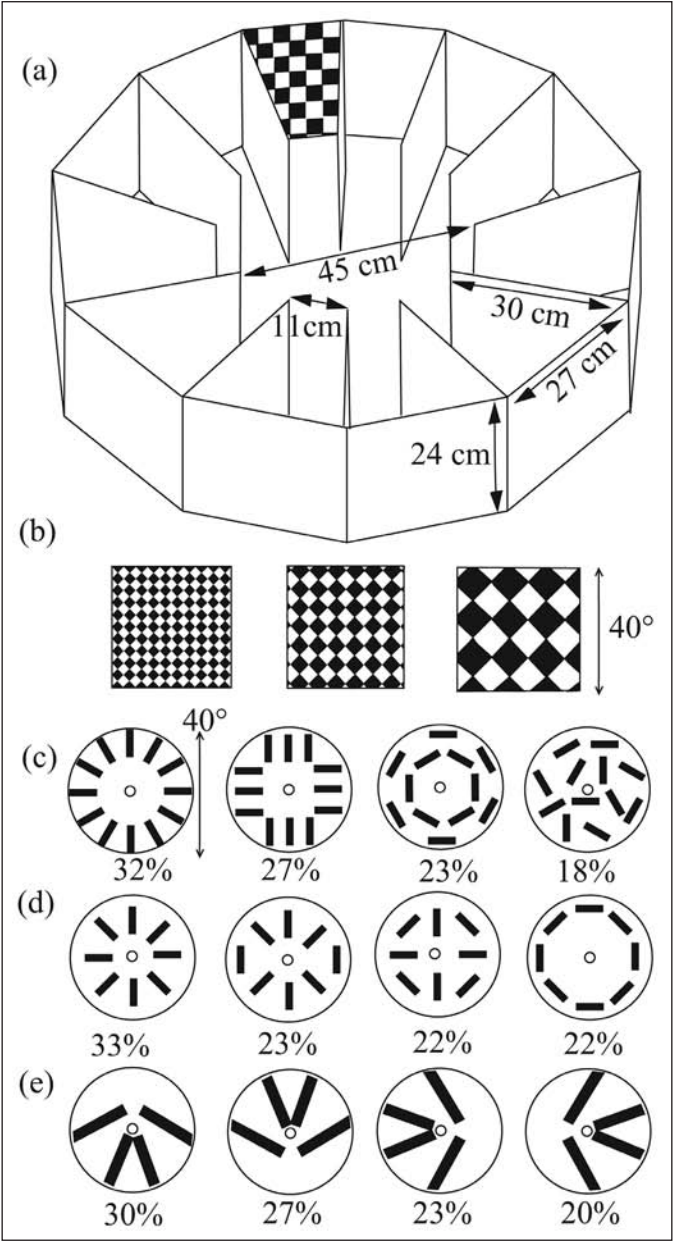 (a)
45 cm
11cm
30 cm
27 cm
24 cm
(b)
40°
40°
(c)
32% 27% 23% 18%
(d)
33% 23% 22% 22%
(e)
30% 27% 23% 20%